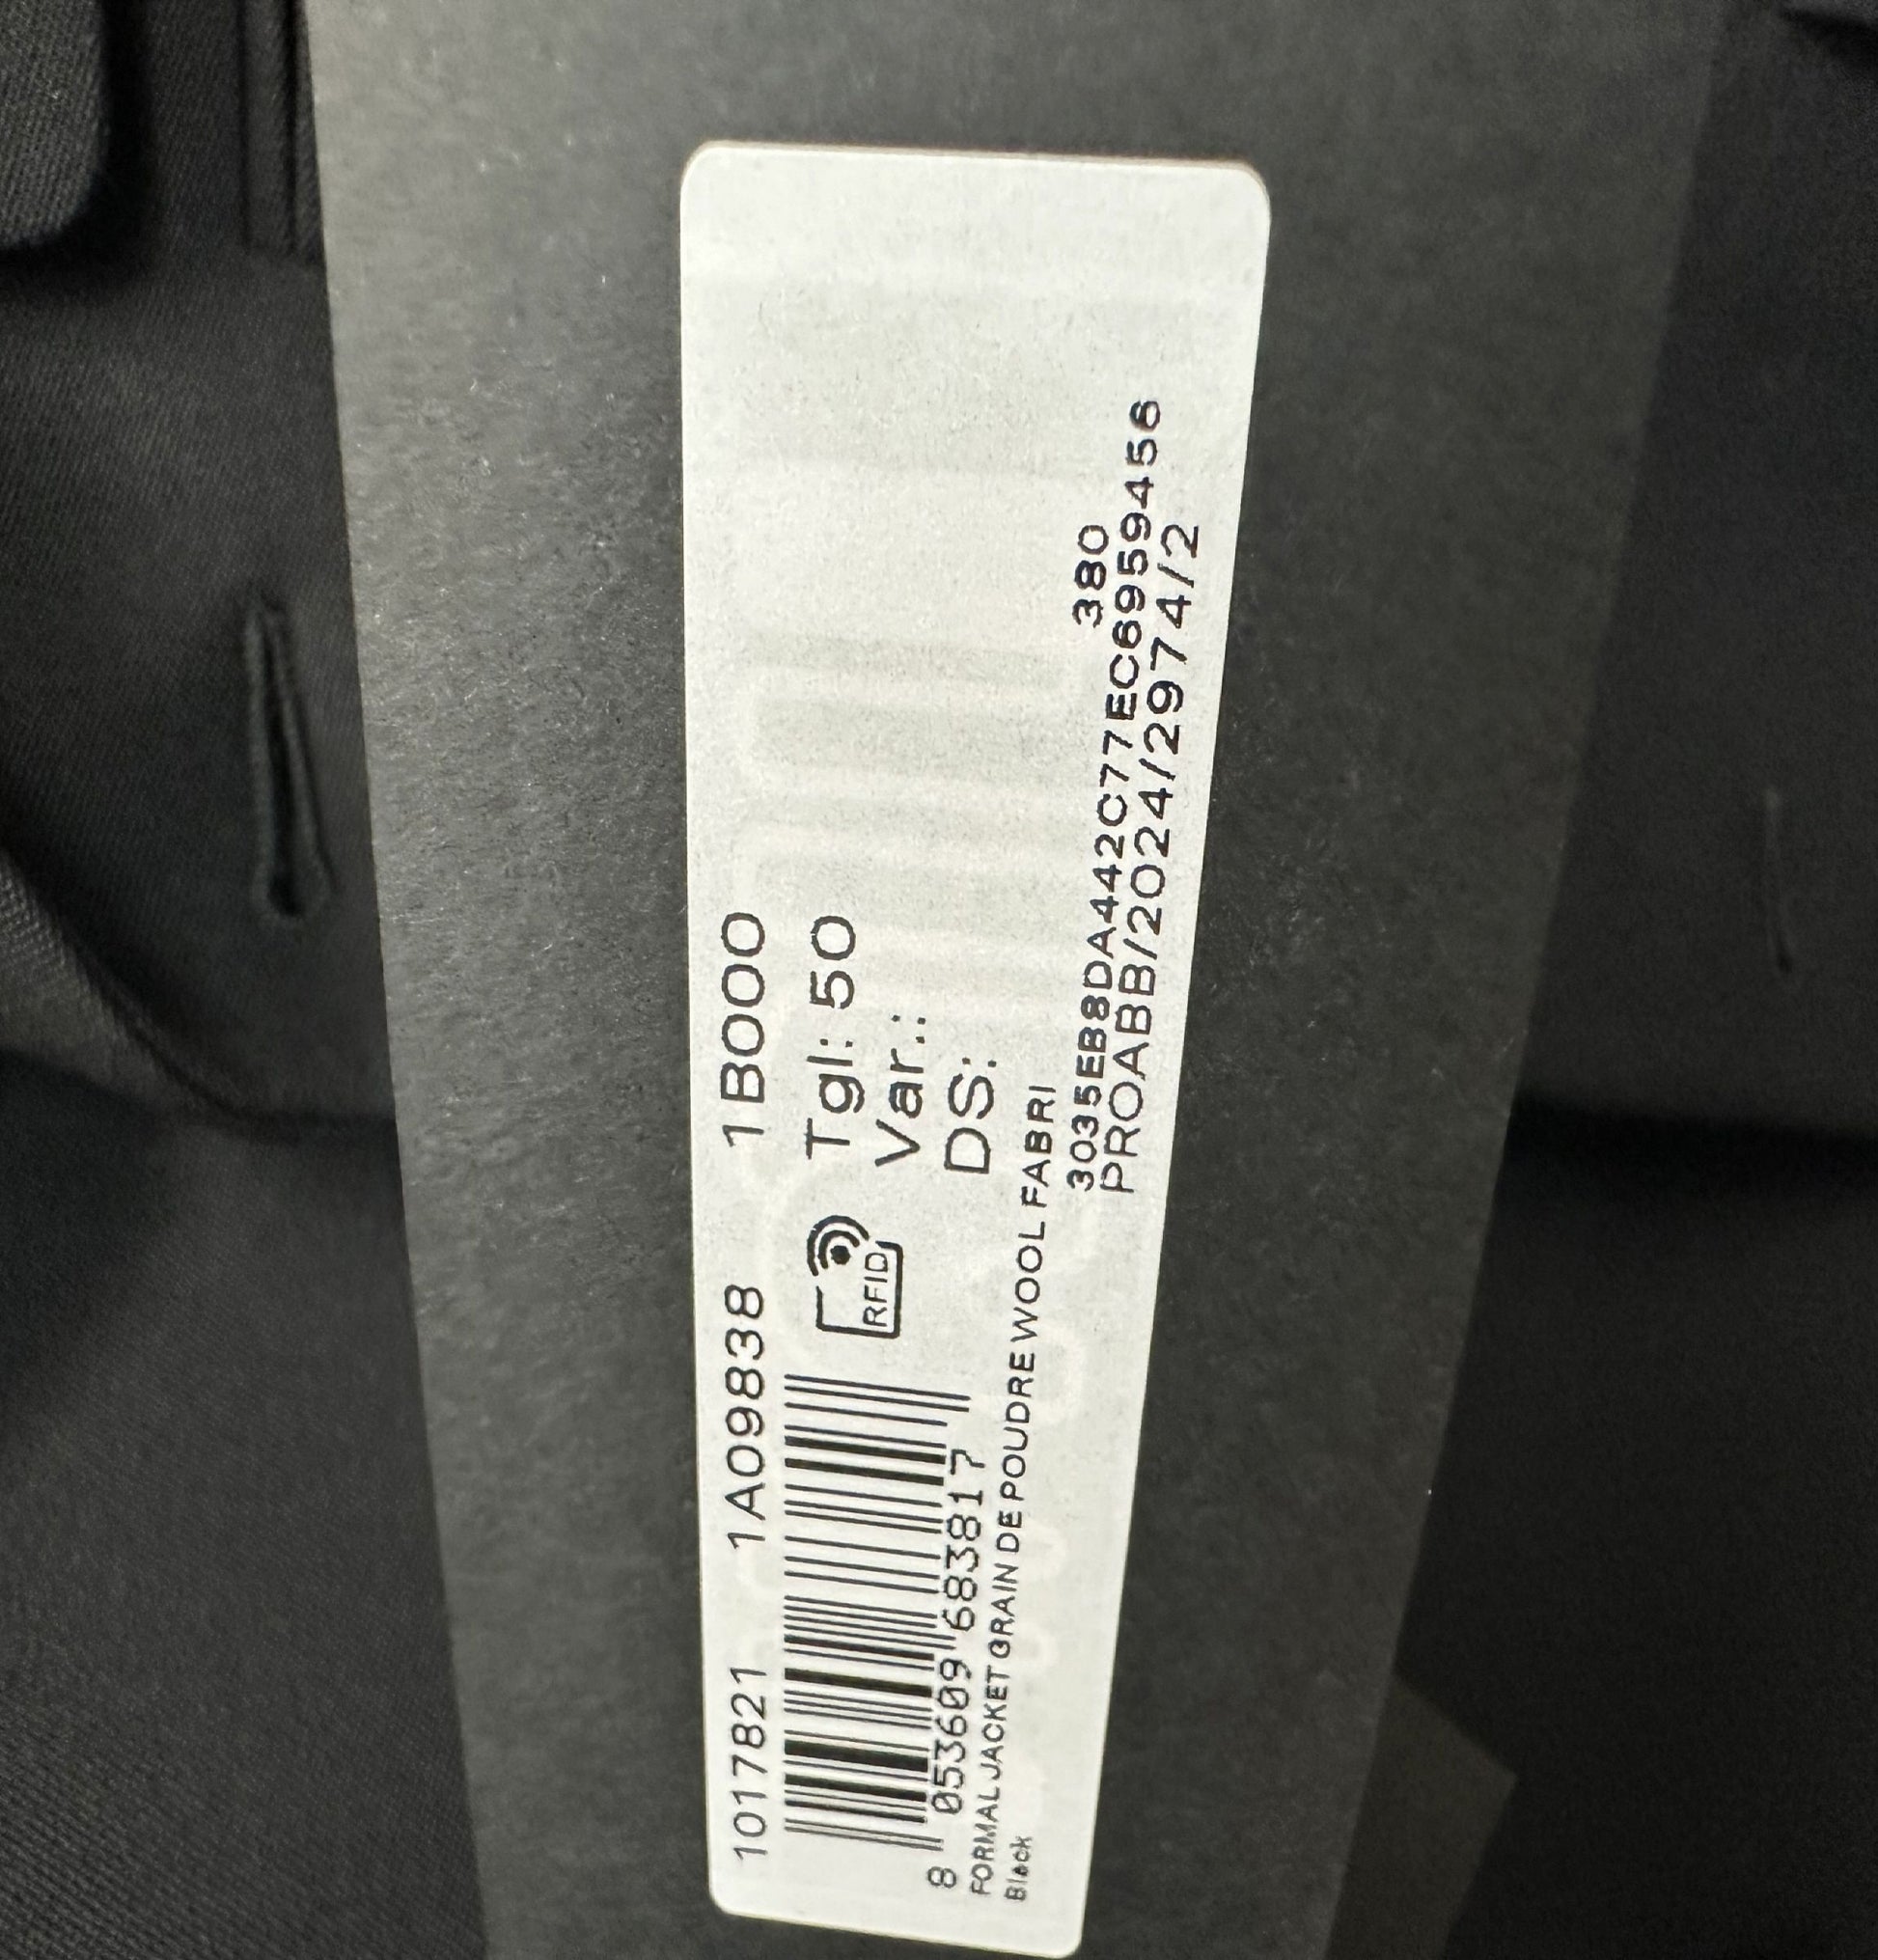 1017821 1A09838 1B000
RFID
Tgl: 50
Var.:
DS:
8 053609 683817
FORMAL JACKET GRAIN DE POUDRE WOOL FABRI
Black
380
3035EB8DA442C77EC6959456
PROABB/2024/2974/2